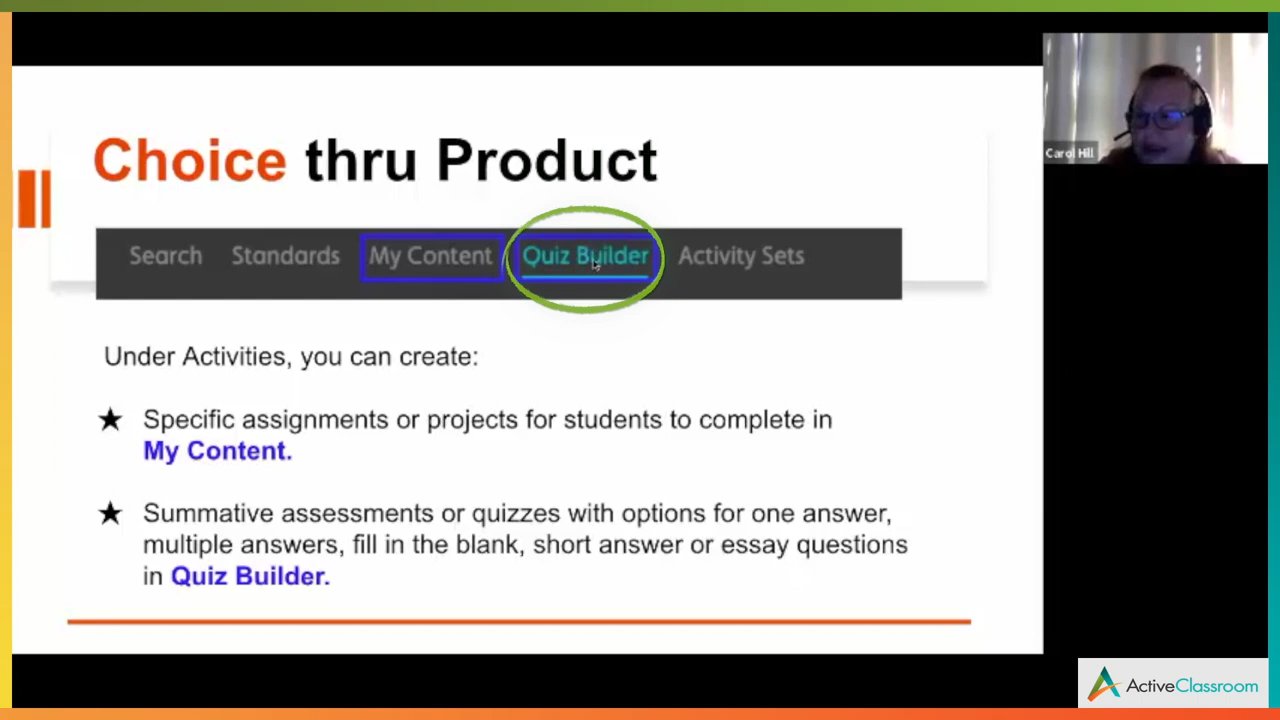 Choice thru Product
Search Standards My Content Quiz Builder Activity Sets
Under Activities, you can create:
★ Specific assignments or projects for students to complete in
My Content.
★ Summative assessments or quizzes with options for one answer,
multiple answers, fill in the blank, short answer or essay questions
in Quiz Builder.
Carol Hill
ActiveClassroom